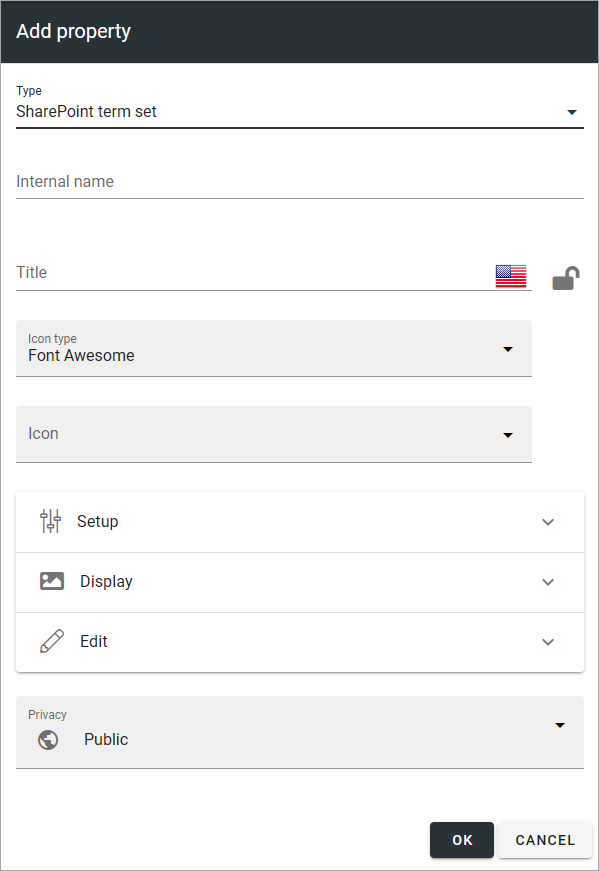 Add property
Type
SharePoint term set
Internal name
Title
Icon type
Font Awesome
Icon
Setup
Display
Edit
Privacy
Public
OK
CANCEL